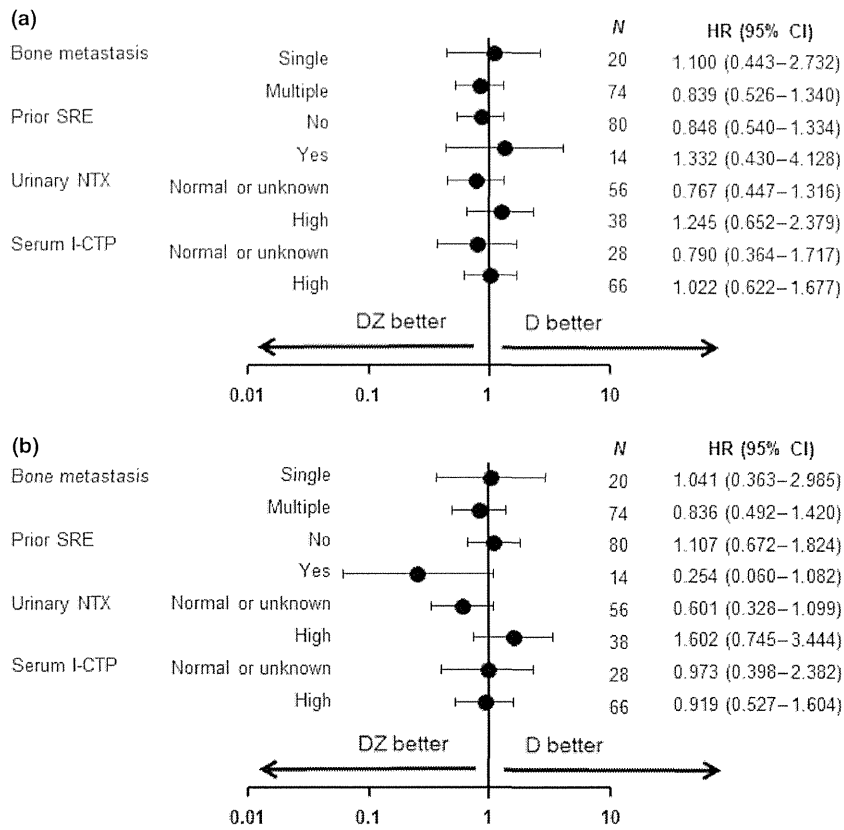 (a)
N HR (95% CI)
Bone metastasis Single 20 1.100 (0.443–2.732)
Multiple 74 0.839 (0.526–1.340)
Prior SRE No 80 0.848 (0.540–1.334)
Yes 14 1.332 (0.430–4.128)
Urinary NTX Normal or unknown 56 0.767 (0.447–1.316)
High 38 1.245 (0.652–2.379)
Serum I-CTP Normal or unknown 28 0.790 (0.364–1.717)
High 66 1.022 (0.622–1.677)
DZ better D better
0.01 0.1 1 10
(b)
N HR (95% CI)
Bone metastasis Single 20 1.041 (0.363–2.985)
Multiple 74 0.836 (0.492–1.420)
Prior SRE No 80 1.107 (0.672–1.824)
Yes 14 0.254 (0.060–1.082)
Urinary NTX Normal or unknown 56 0.601 (0.328–1.099)
High 38 1.602 (0.745–3.444)
Serum I-CTP Normal or unknown 28 0.973 (0.398–2.382)
High 66 0.919 (0.527–1.604)
DZ better D better
0.01 0.1 1 10